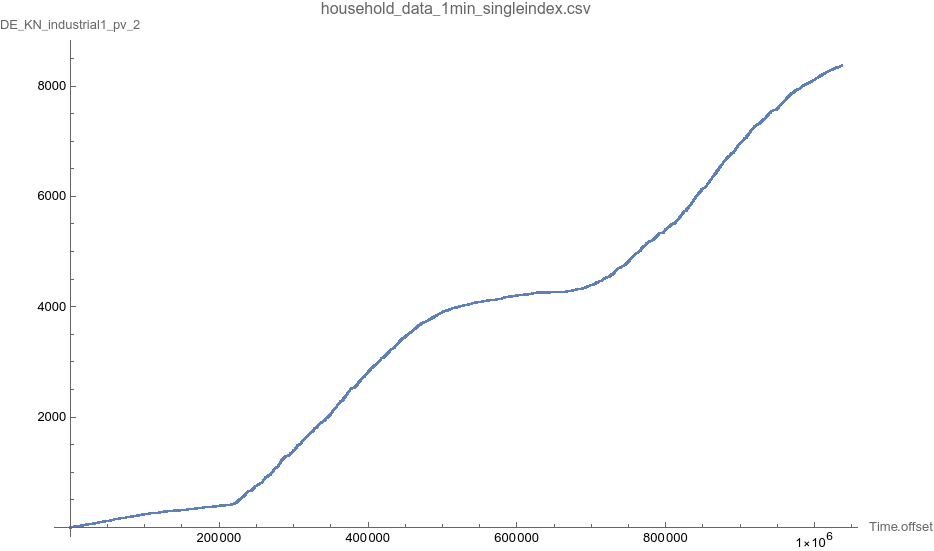 household_data_1min_singleindex.csv
DE_KN_industrial1_pv_2
8000
6000
4000
2000
200000 400000 600000 800000 1×10⁶
Time.offset